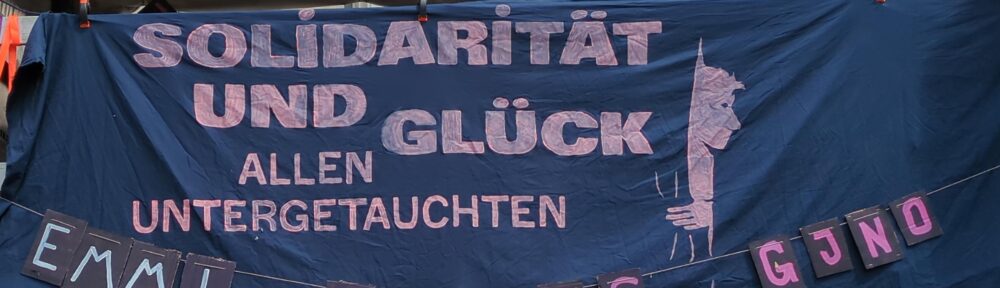 SOLIDARITÄT
UND GLÜCK
ALLEN
UNTERGETAUCHTEN
EMMI
GJNO